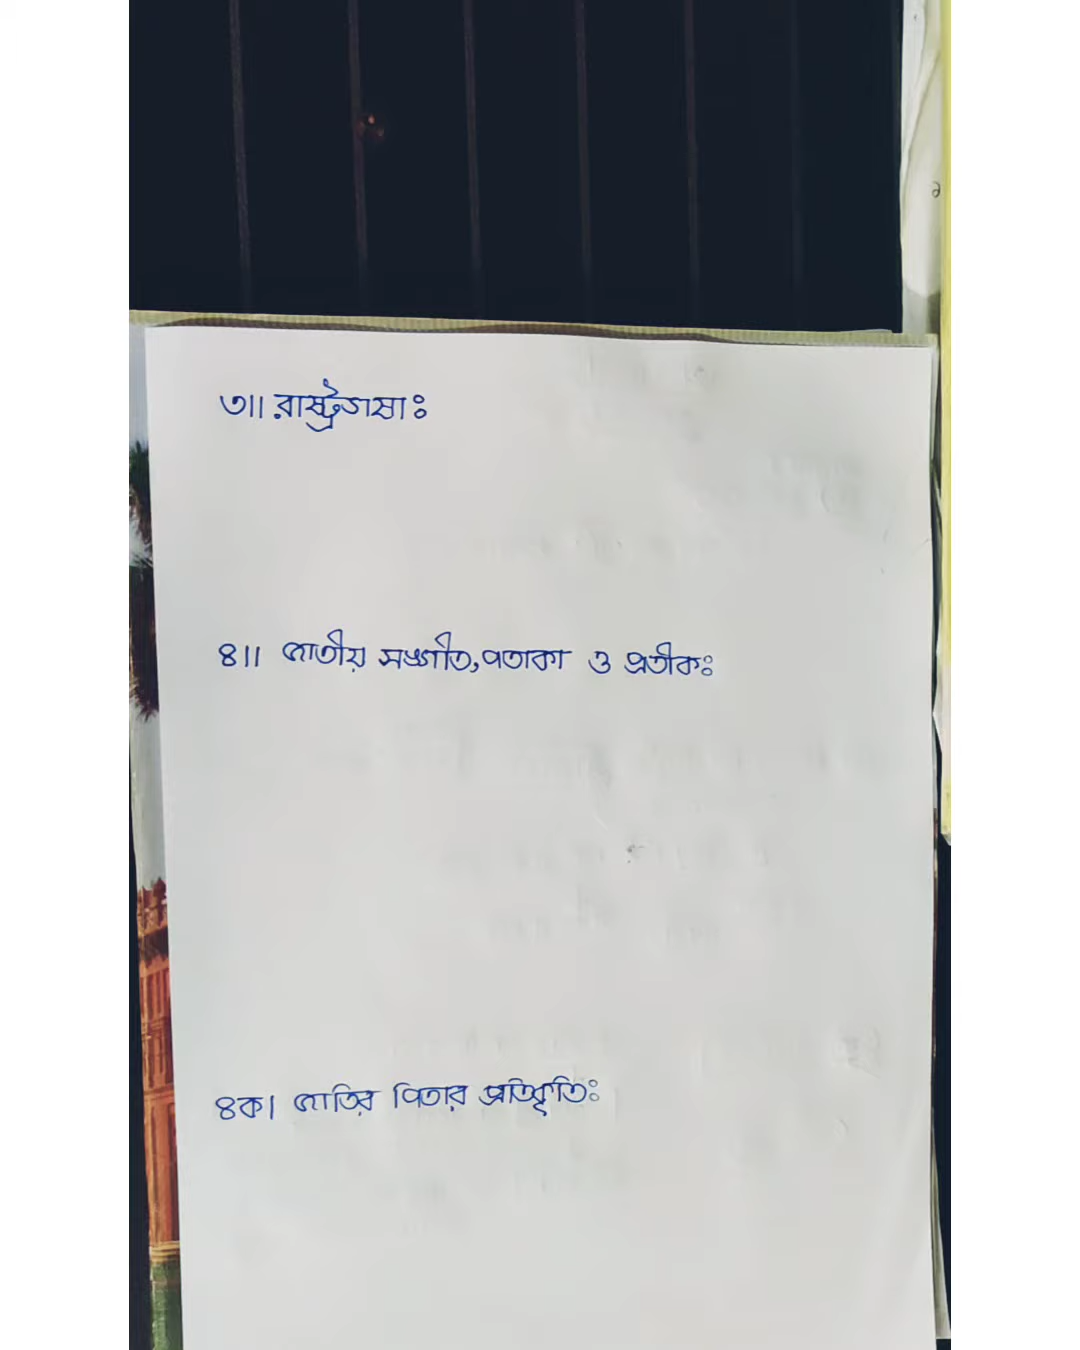 ৩।। রাষ্ট্রভাষাঃ
৪।। জাতীয় সঙ্গীত,পতাকা ও প্রতীকঃ
৪ক। জাতির পিতার প্রতিকৃতিঃ